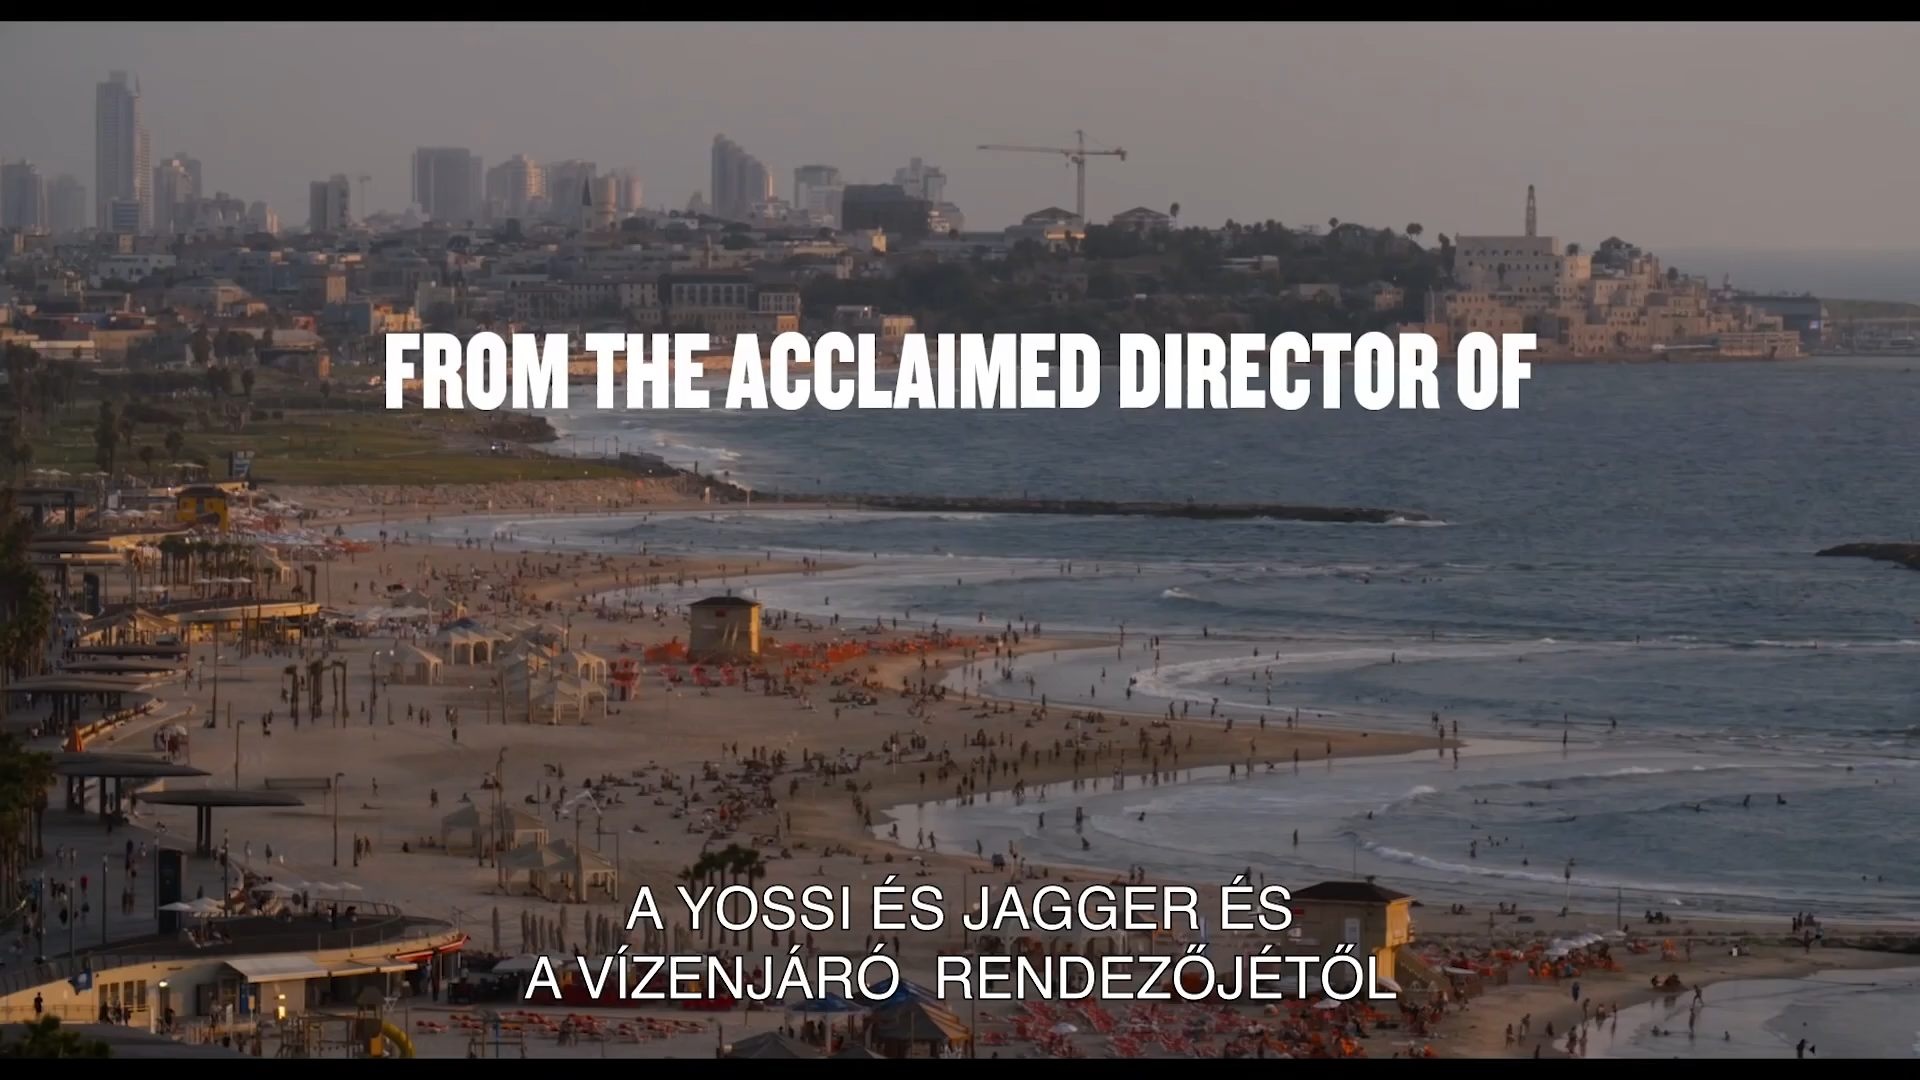 FROM THE ACCLAIMED DIRECTOR OF
A YOSSI ÉS JAGGER ÉS
A VÍZENJÁRÓ RENDEZŐJÉTŐL